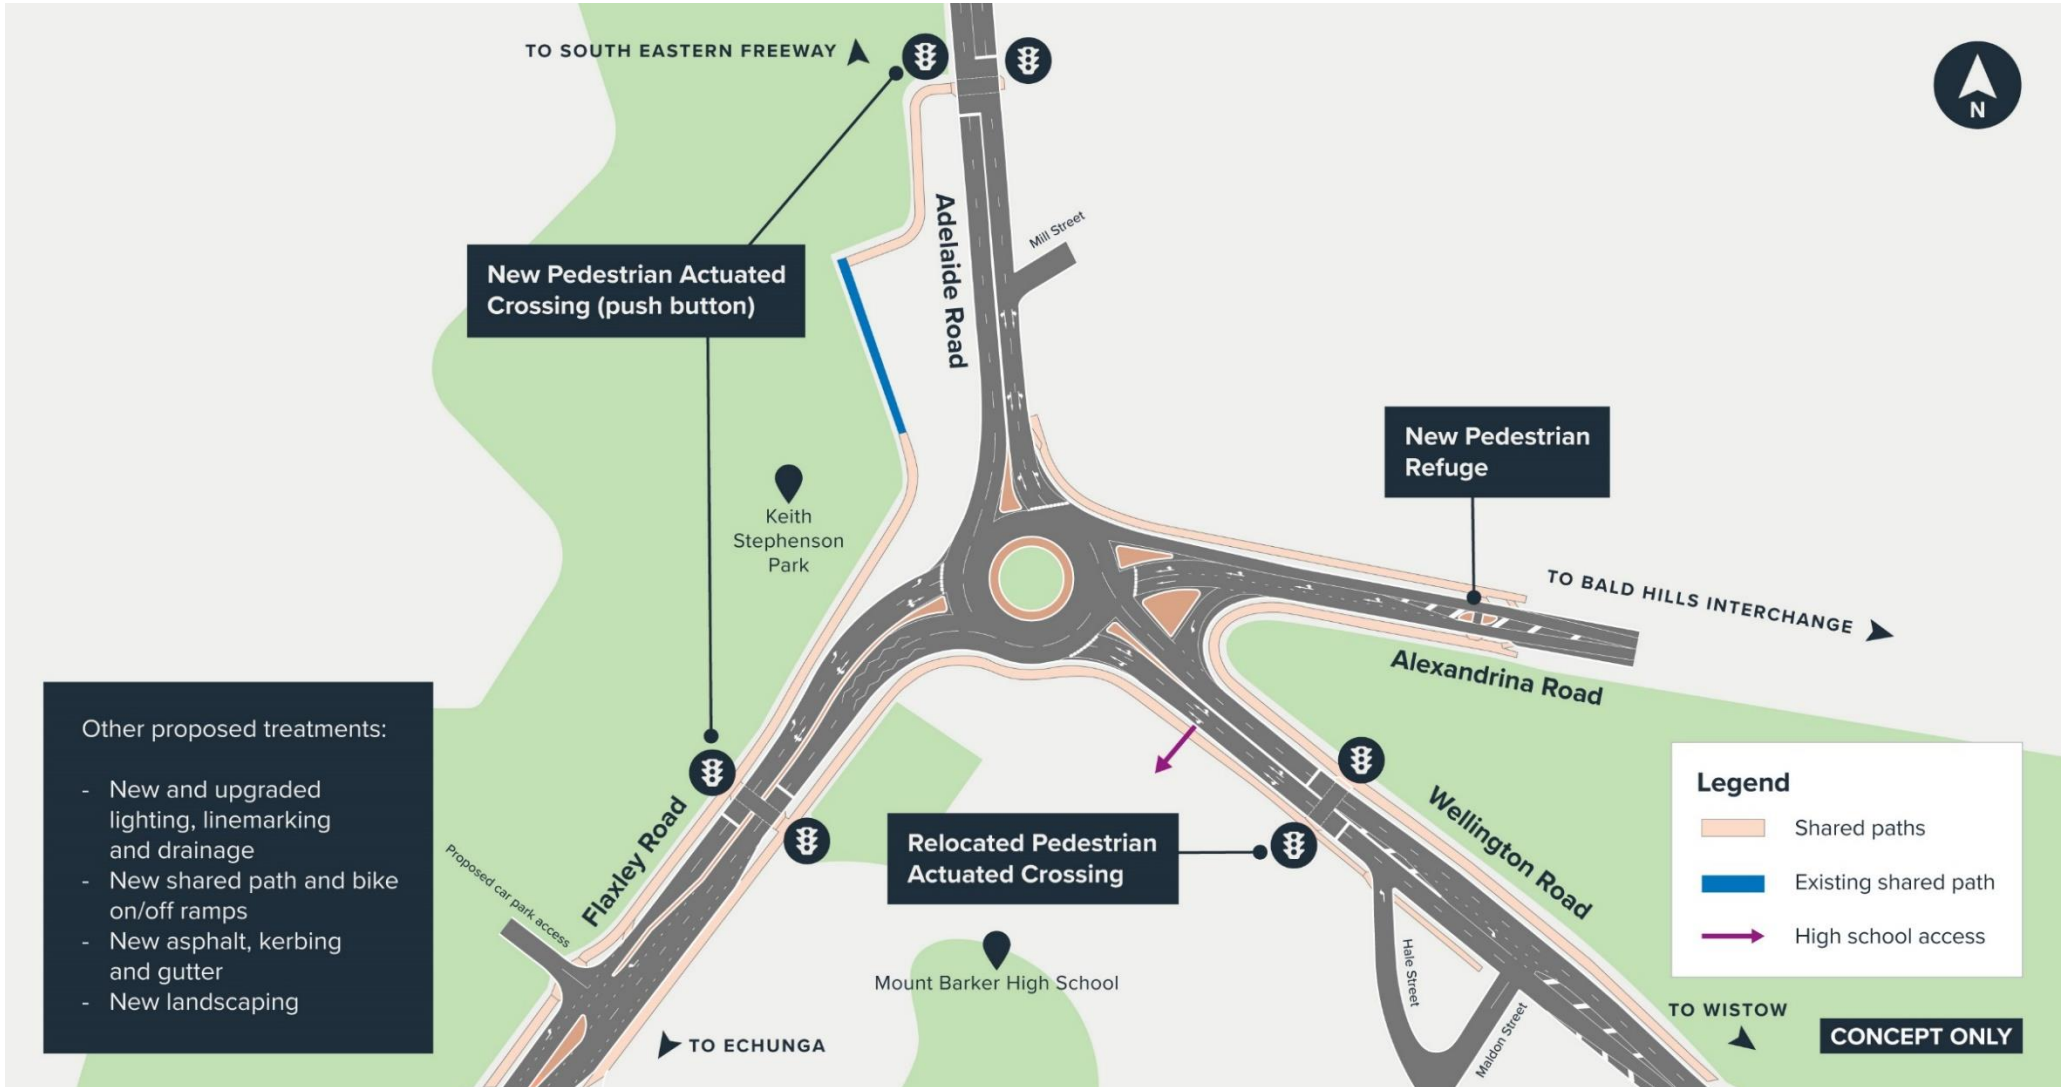 TO SOUTH EASTERN FREEWAY
N
Adelaide Road
Mill Street
New Pedestrian Actuated
Crossing (push button)
New Pedestrian
Refuge
Keith
Stephenson
Park
TO BALD HILLS INTERCHANGE
Alexandrina Road
Other proposed treatments:
- New and upgraded
lighting, linemarking
and drainage
- New shared path and bike
on/off ramps
- New asphalt, kerbing
and gutter
- New landscaping
Proposed car park access
Flaxley Road
Relocated Pedestrian
Actuated Crossing
Wellington Road
Legend
Shared paths
Existing shared path
High school access
Mount Barker High School
Hale Street
Maldon Street
TO ECHUNGA
TO WISTOW
CONCEPT ONLY